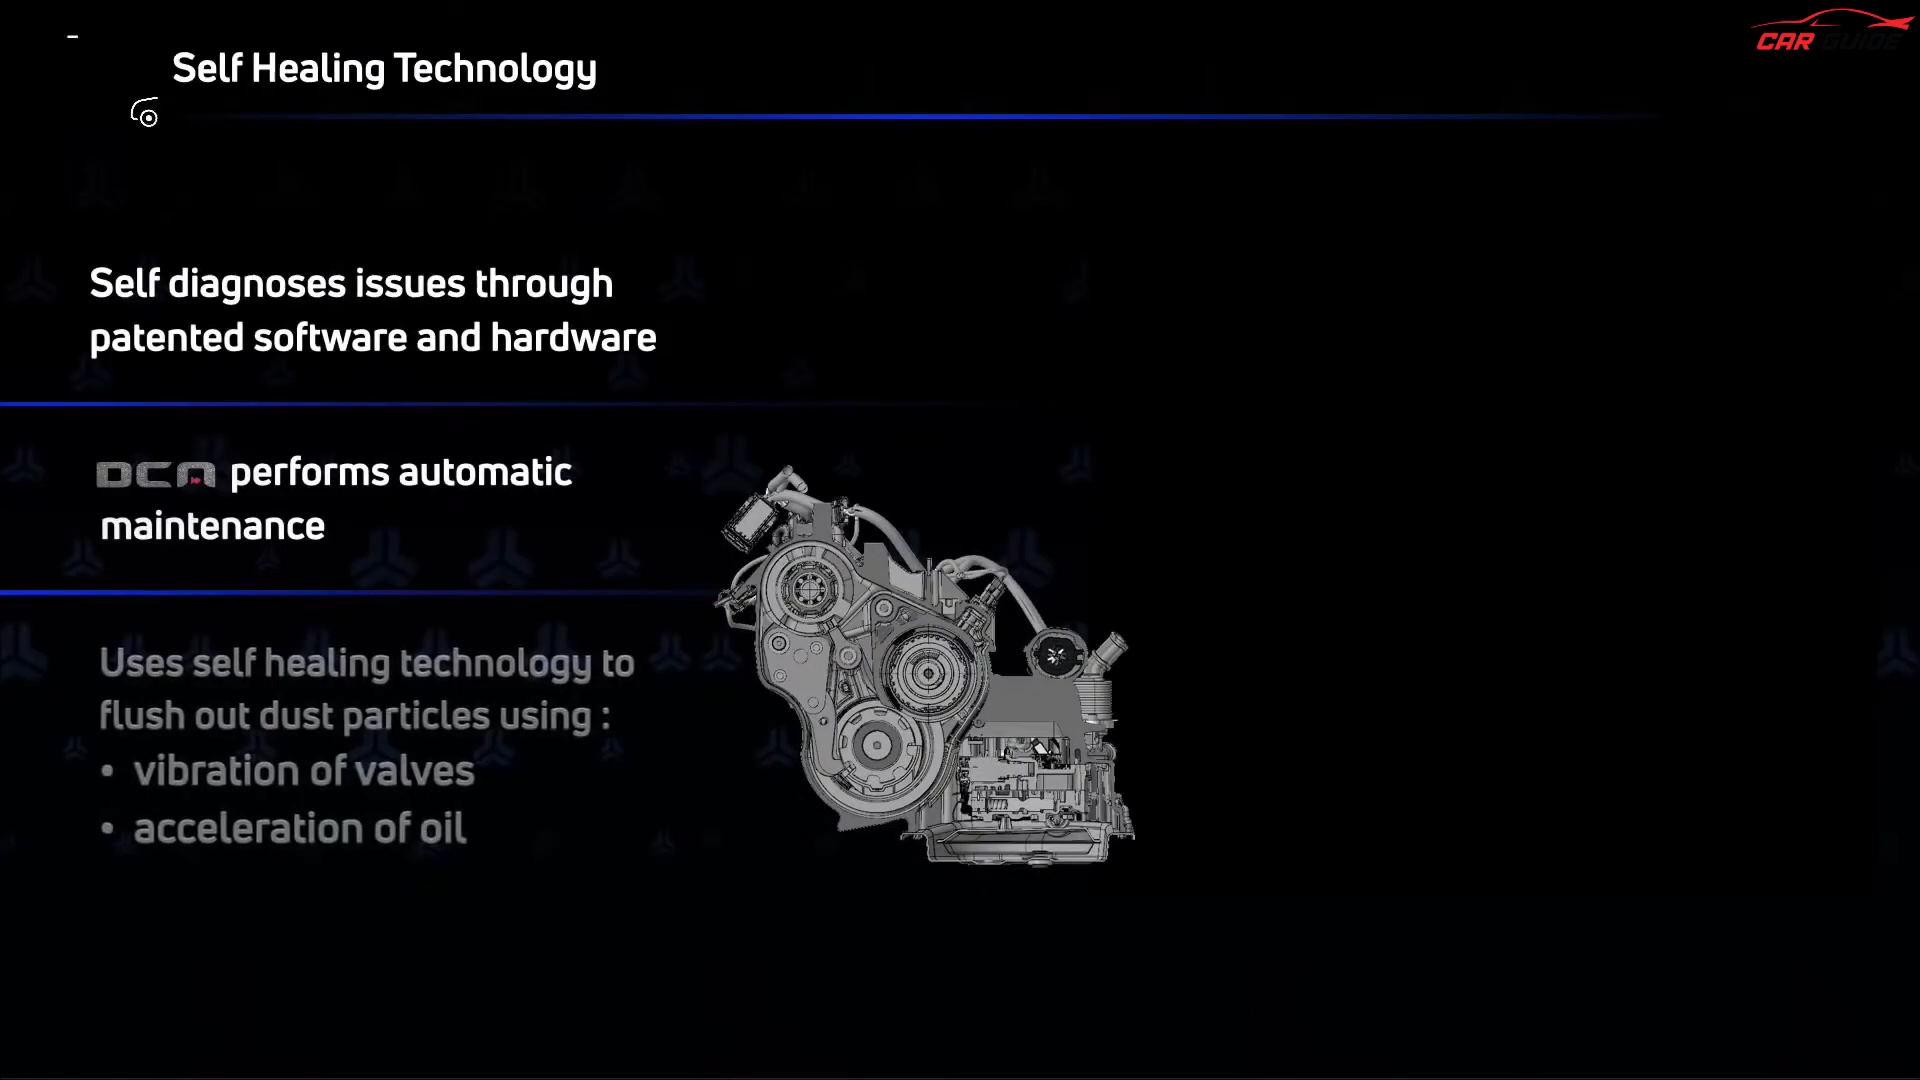 CAR GUIDE
Self Healing Technology
Self diagnoses issues through
patented software and hardware
DCA performs automatic
maintenance
Uses self healing technology to
flush out dust particles using :
• vibration of valves
• acceleration of oil